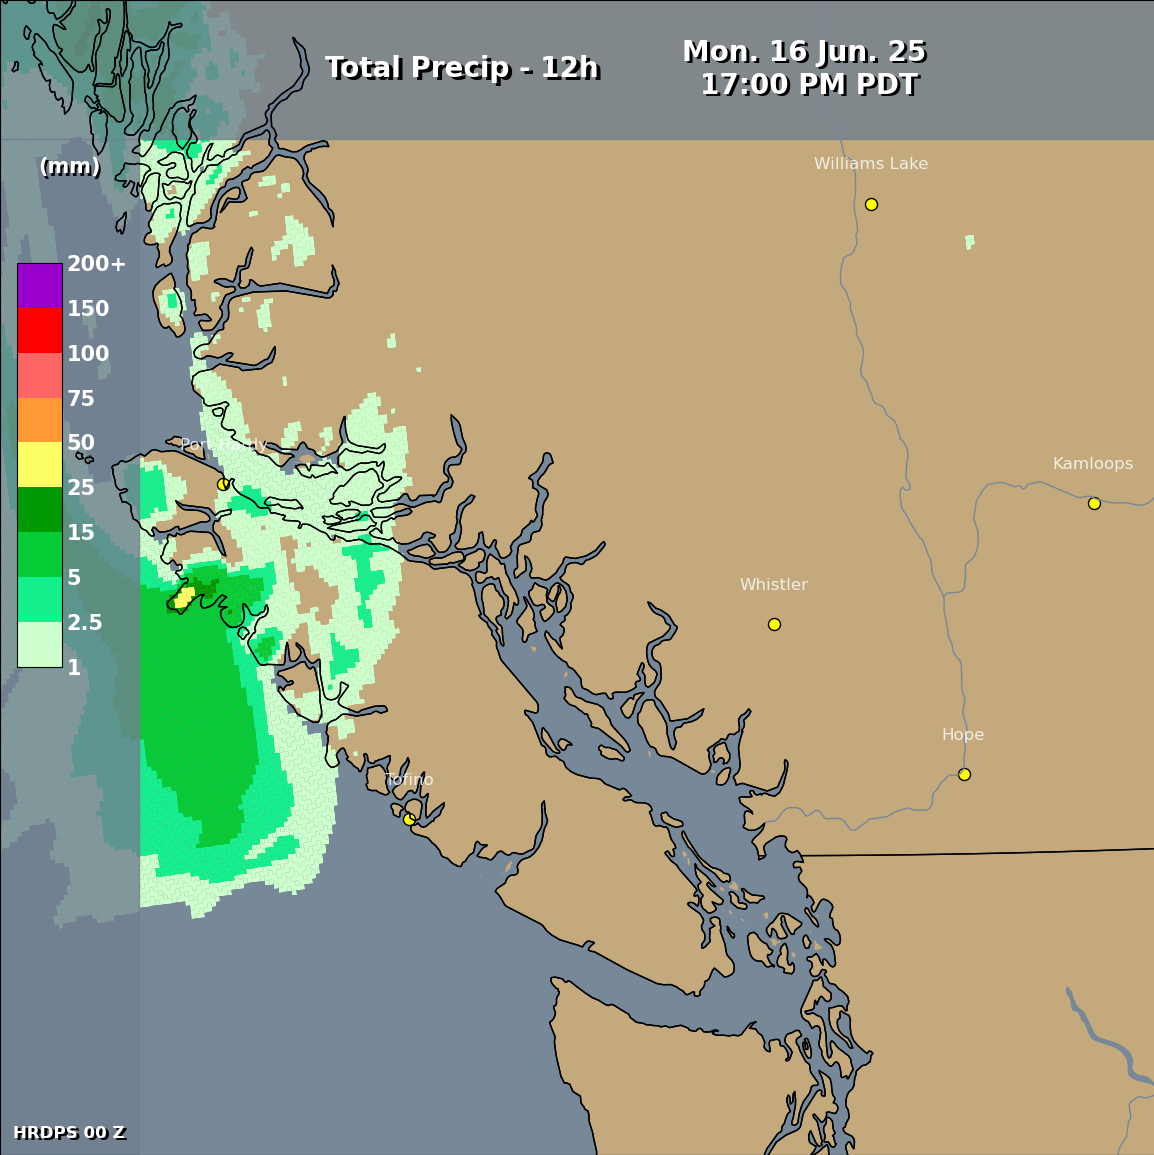 Total Precip - 12h
Mon. 16 Jun. 25
17:00 PM PDT
(mm)
200+
150
100
75
50
25
15
5
2.5
1
Williams Lake
Port Hardy
Kamloops
Whistler
Hope
Tofino
HRDPS 00 Z